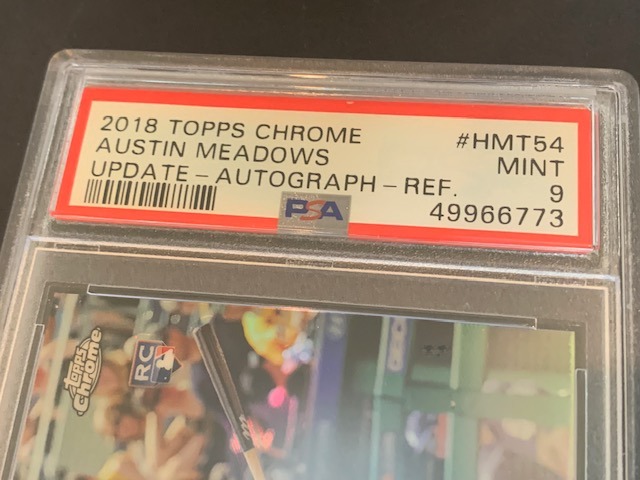 2018 TOPPS CHROME #HMT54
AUSTIN MEADOWS MINT
UPDATE - AUTOGRAPH - REF. 9
PSA 49966773
TOPPS
Chrome
RC